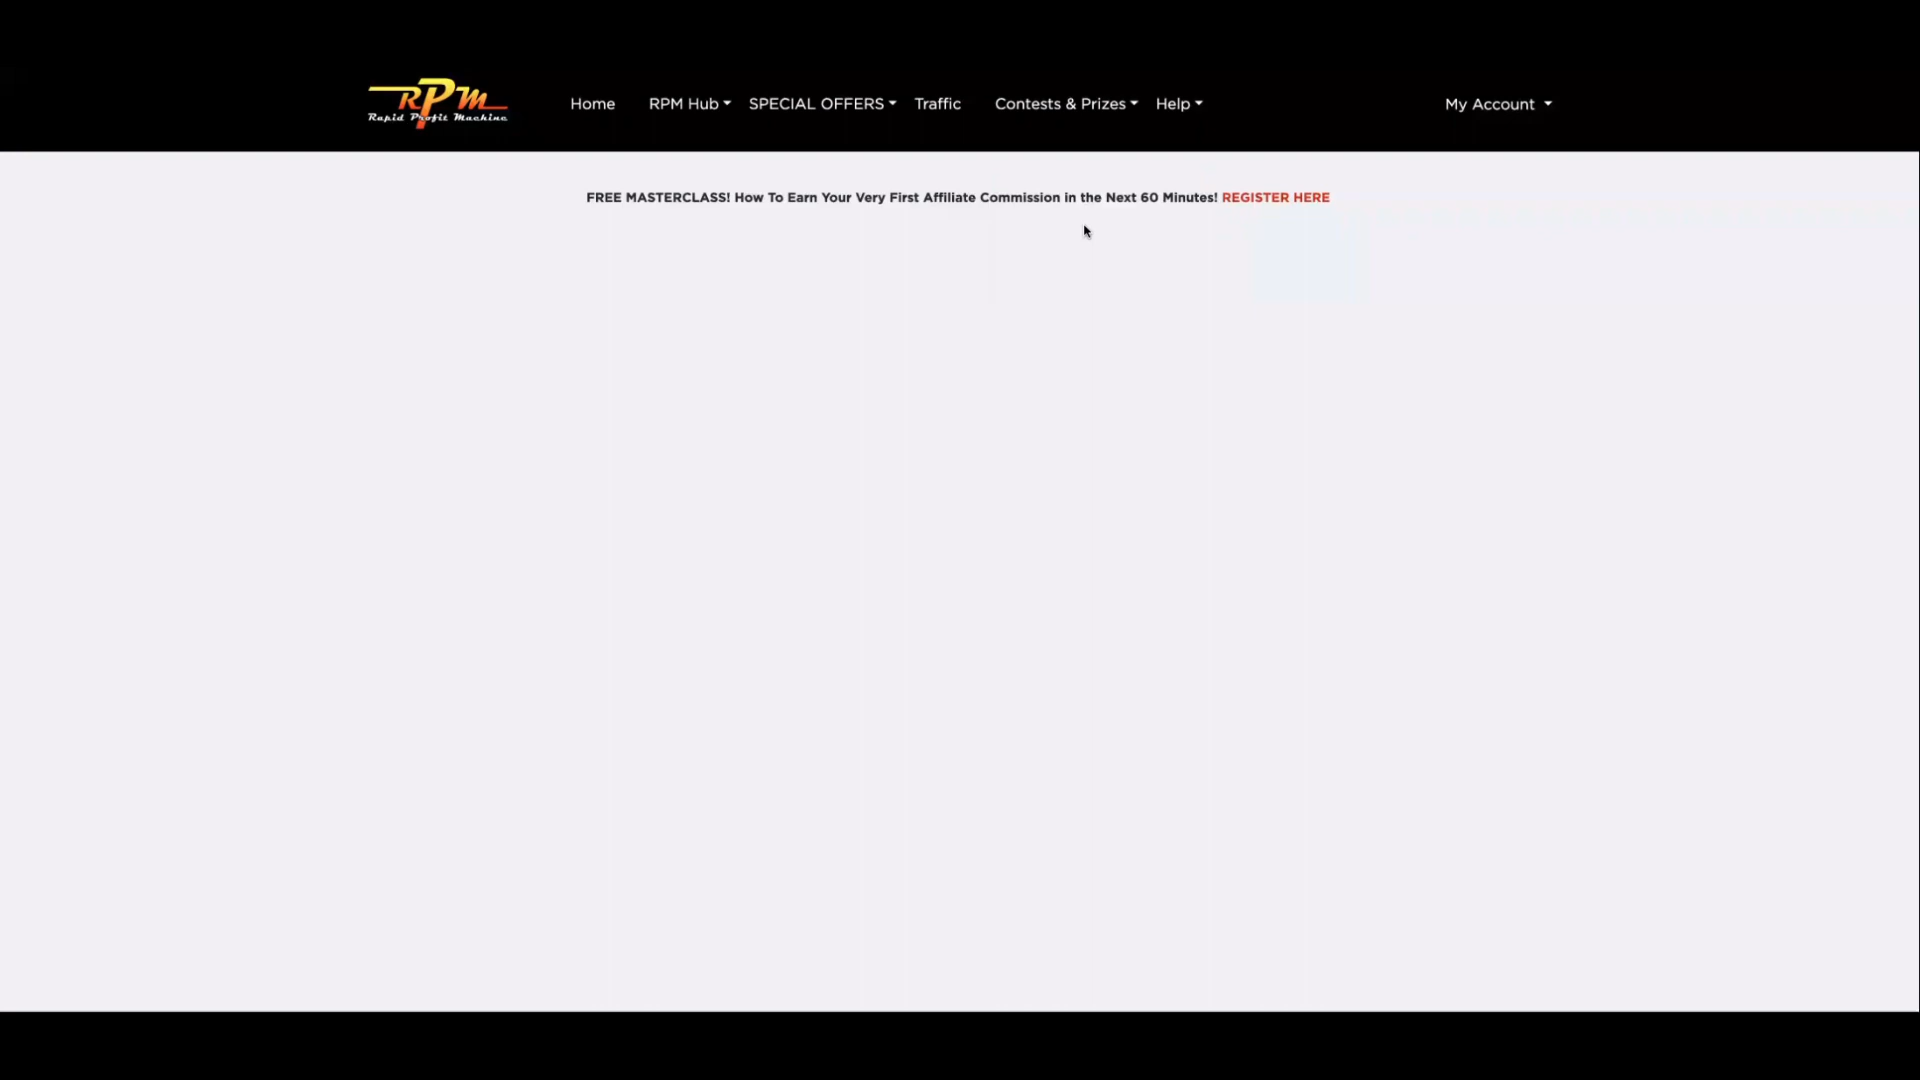 RPM
Rapid Profit Machine
Home RPM Hub SPECIAL OFFERS Traffic Contests & Prizes Help My Account
FREE MASTERCLASS! How To Earn Your Very First Affiliate Commission in the Next 60 Minutes! REGISTER HERE